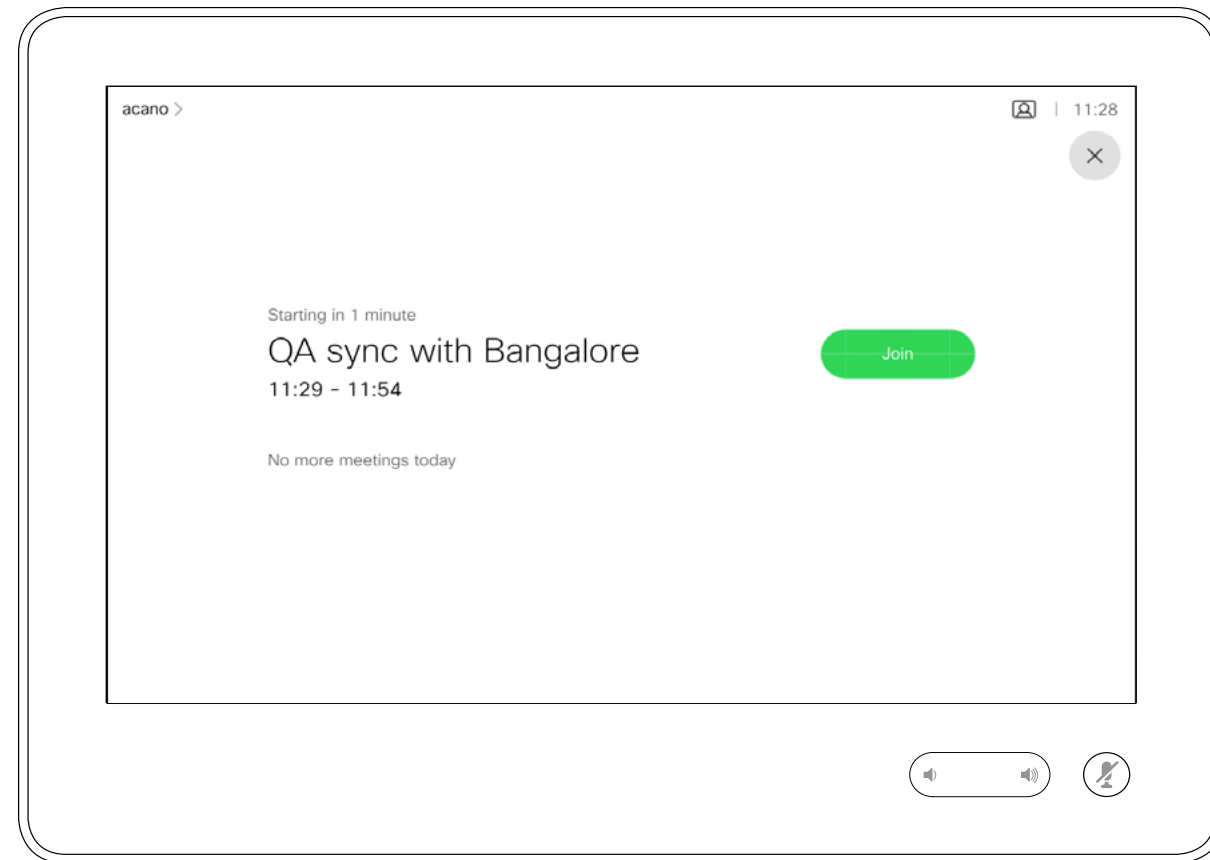 acano
11:28
Starting in 1 minute
QA sync with Bangalore
11:29 - 11:54
Join
No more meetings today